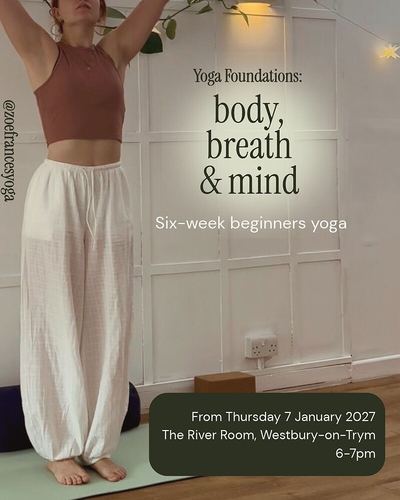 Yoga Foundations:
body,
breath
& mind
Six-week beginners yoga
@zoefrancesyoga
From Thursday 7 January 2027
The River Room, Westbury-on-Trym
6-7pm